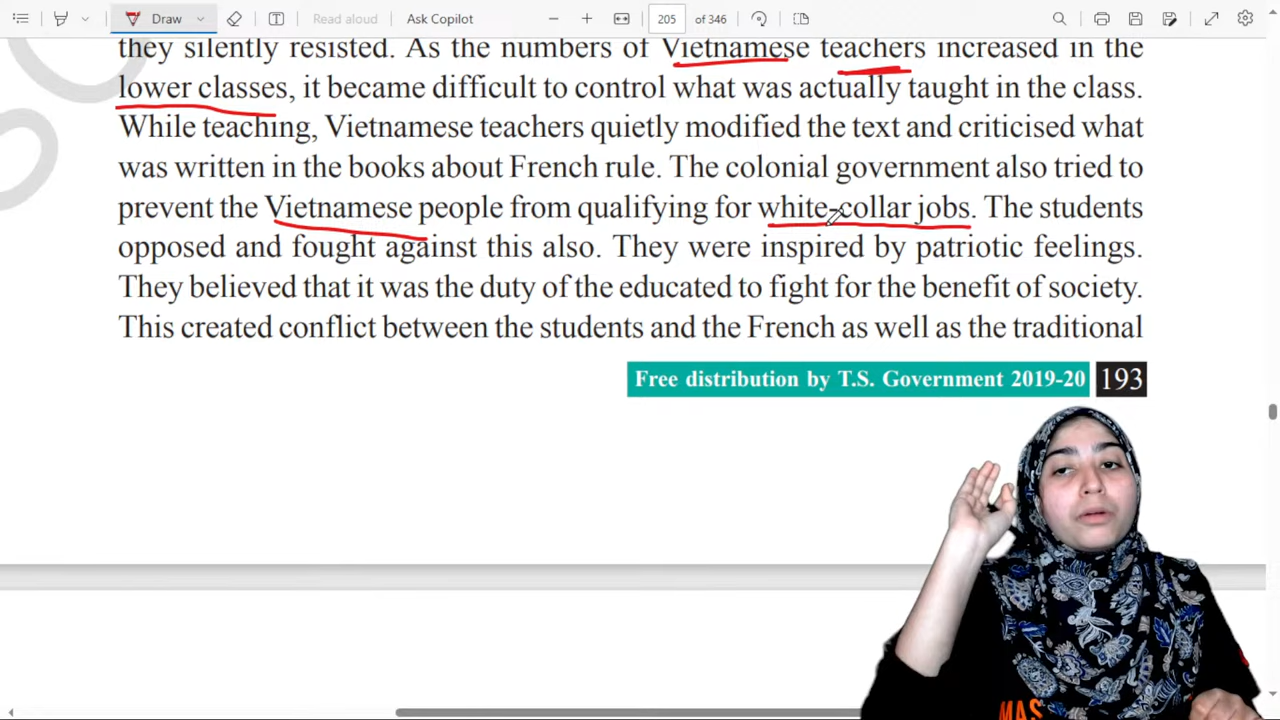 Draw
Read aloud
Ask Copilot
205 of 346
they silently resisted. As the numbers of Vietnamese teachers increased in the
lower classes, it became difficult to control what was actually taught in the class.
While teaching, Vietnamese teachers quietly modified the text and criticised what
was written in the books about French rule. The colonial government also tried to
prevent the Vietnamese people from qualifying for white-collar jobs. The students
opposed and fought against this also. They were inspired by patriotic feelings.
They believed that it was the duty of the educated to fight for the benefit of society.
This created conflict between the students and the French as well as the traditional
Free distribution by T.S. Government 2019-20 193
MAS